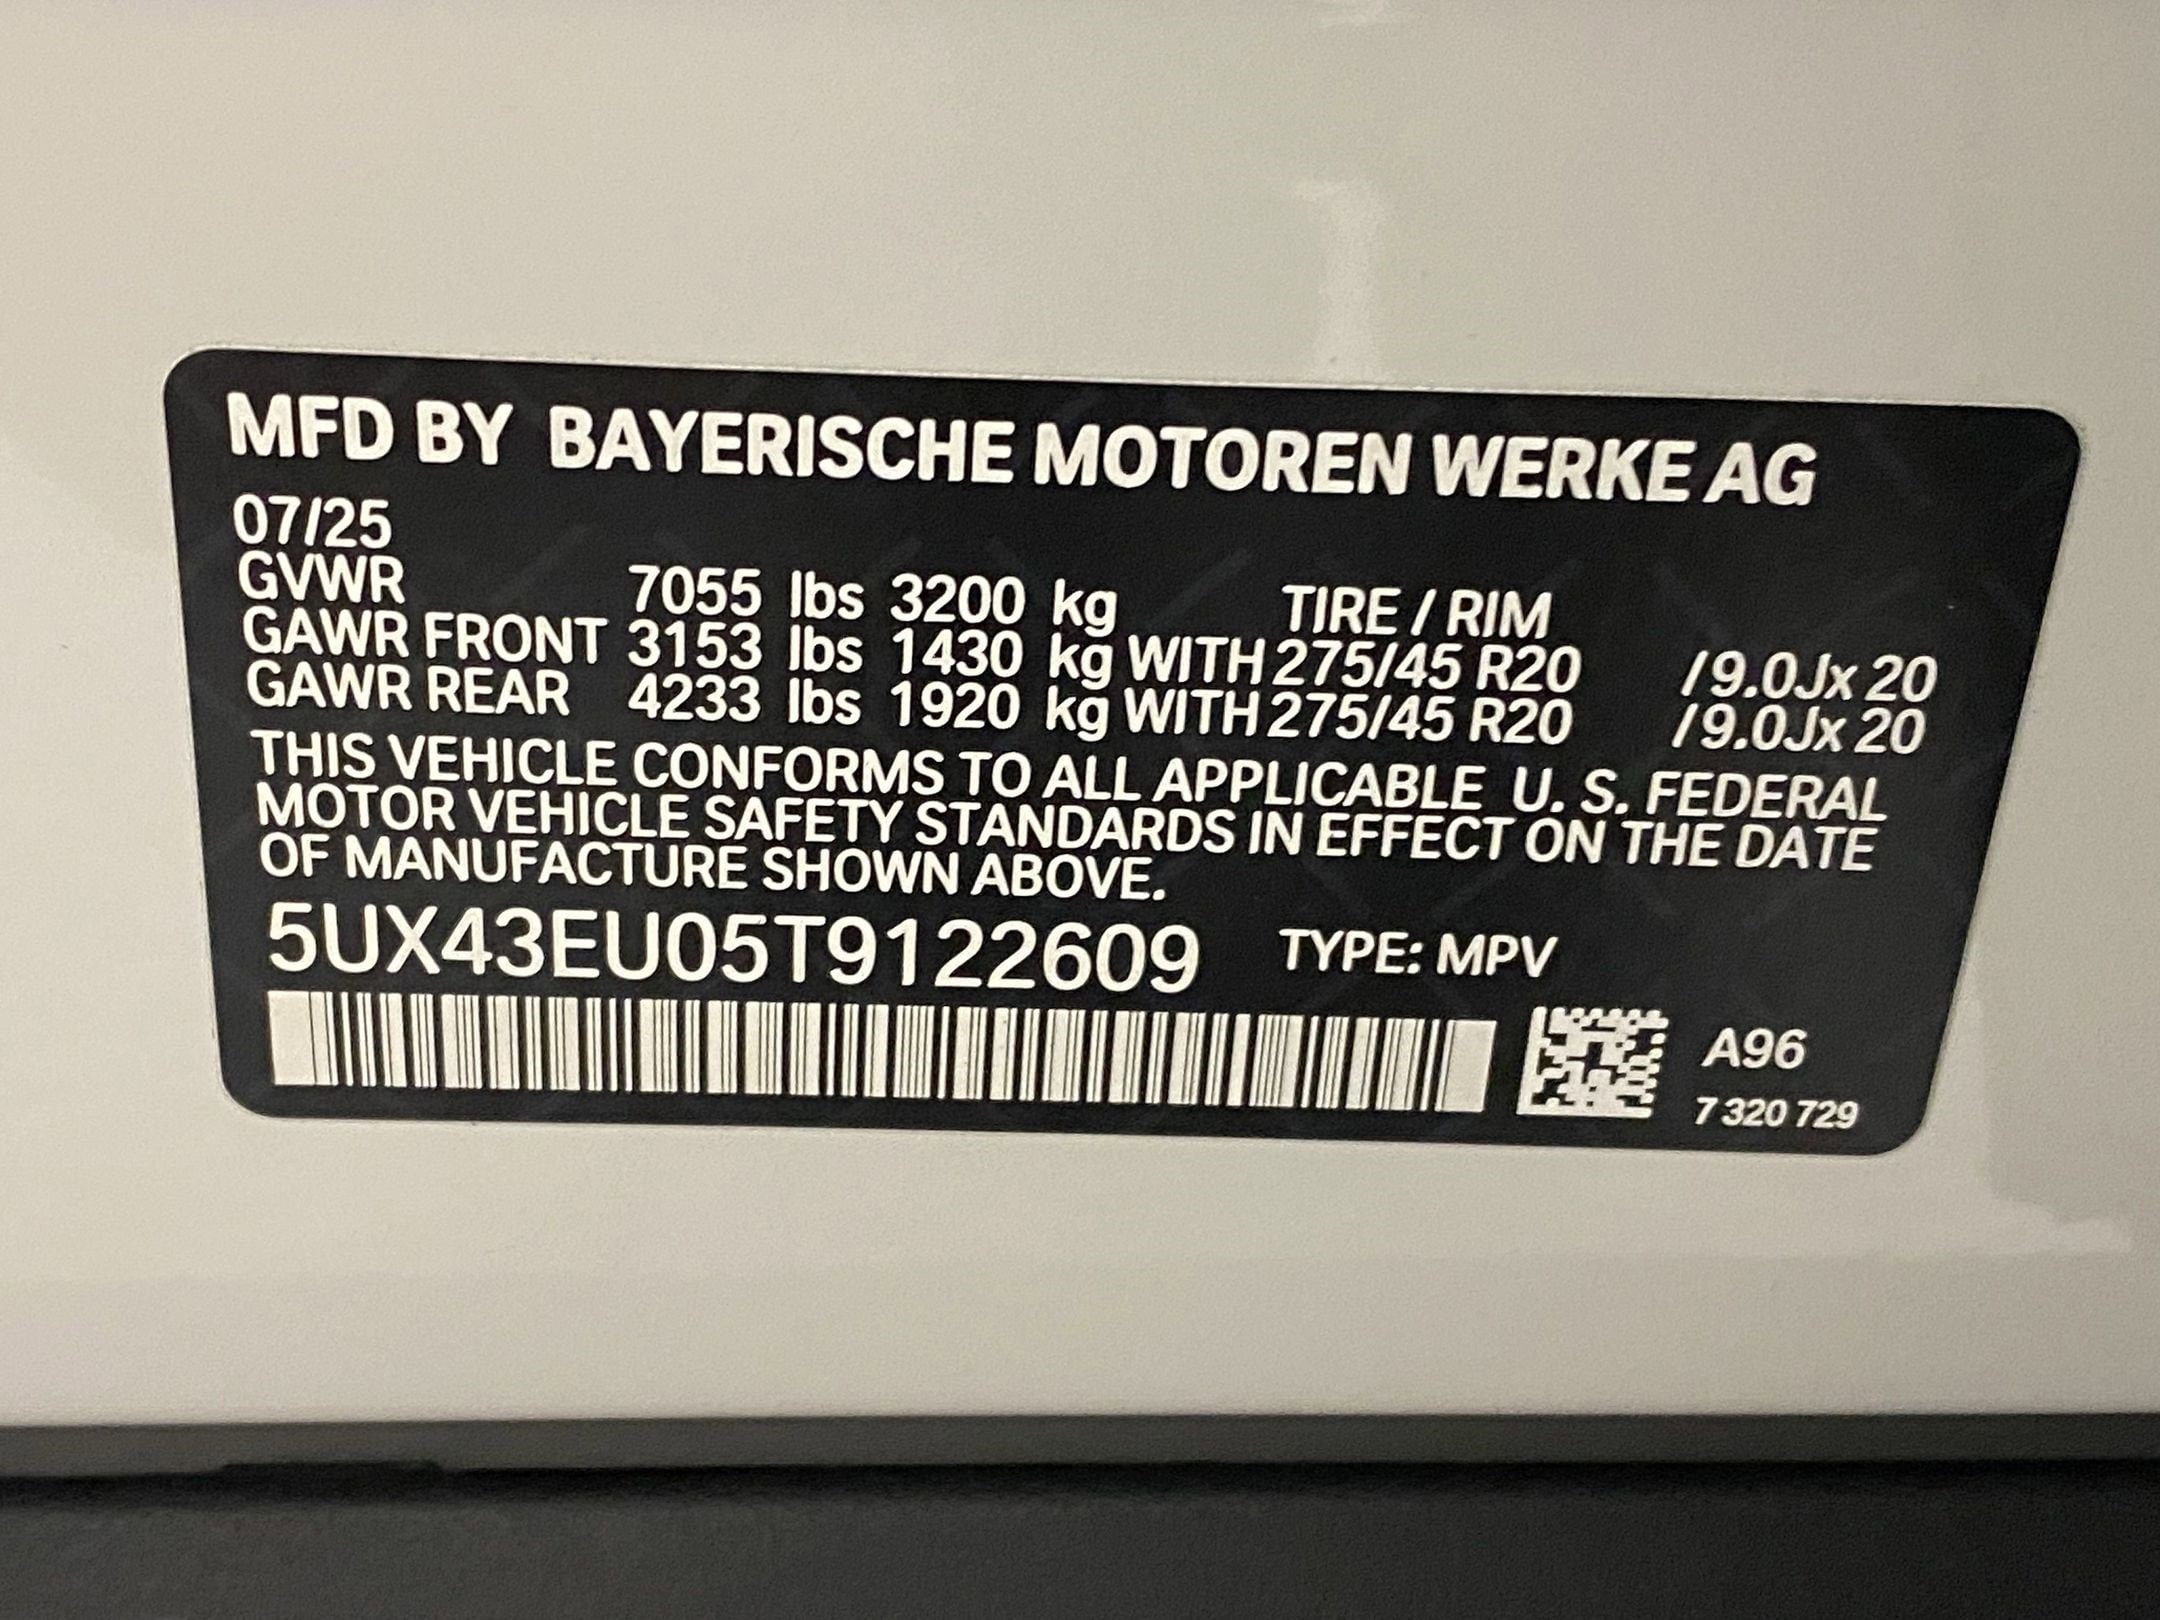 MFD BY BAYERISCHE MOTOREN WERKE AG
07/25
GVWR 7055 lbs 3200 kg TIRE / RIM
GAWR FRONT 3153 lbs 1430 kg WITH 275/45 R20 / 9.0Jx 20
GAWR REAR 4233 lbs 1920 kg WITH 275/45 R20 / 9.0Jx 20
THIS VEHICLE CONFORMS TO ALL APPLICABLE U. S. FEDERAL
MOTOR VEHICLE SAFETY STANDARDS IN EFFECT ON THE DATE
OF MANUFACTURE SHOWN ABOVE.
5UX43EU05T9122609 TYPE: MPV
A96
7 320 729